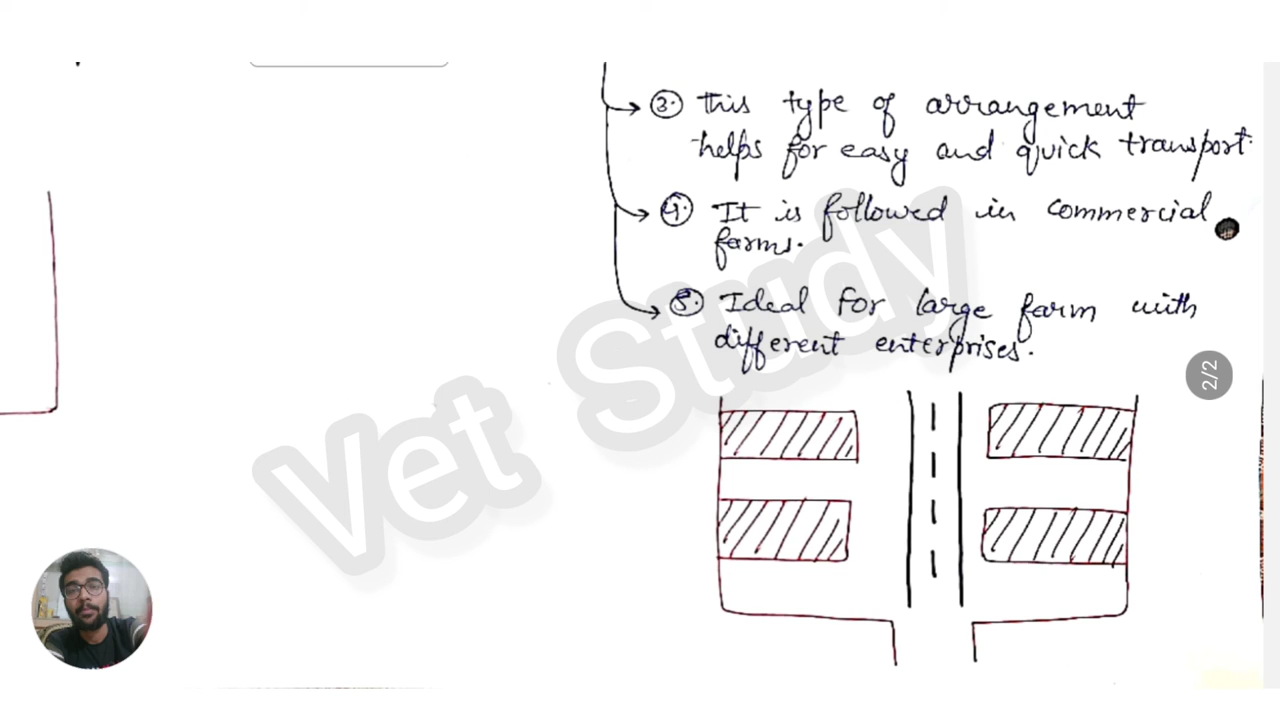 3. This type of arrangement
helps for easy and quick transport.
4. It is followed in commercial
farms.
5. Ideal for large farm with
different enterprises.
2/2
Vet Study